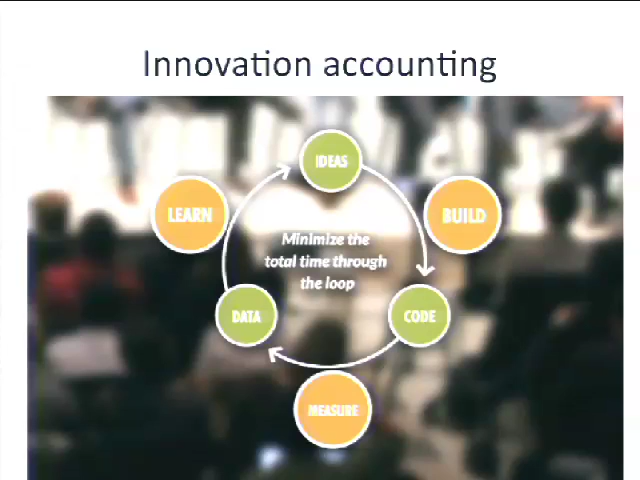 Innovation accounting
IDEAS
LEARN
BUILD
Minimize the
total time through
the loop
DATA
CODE
MEASURE